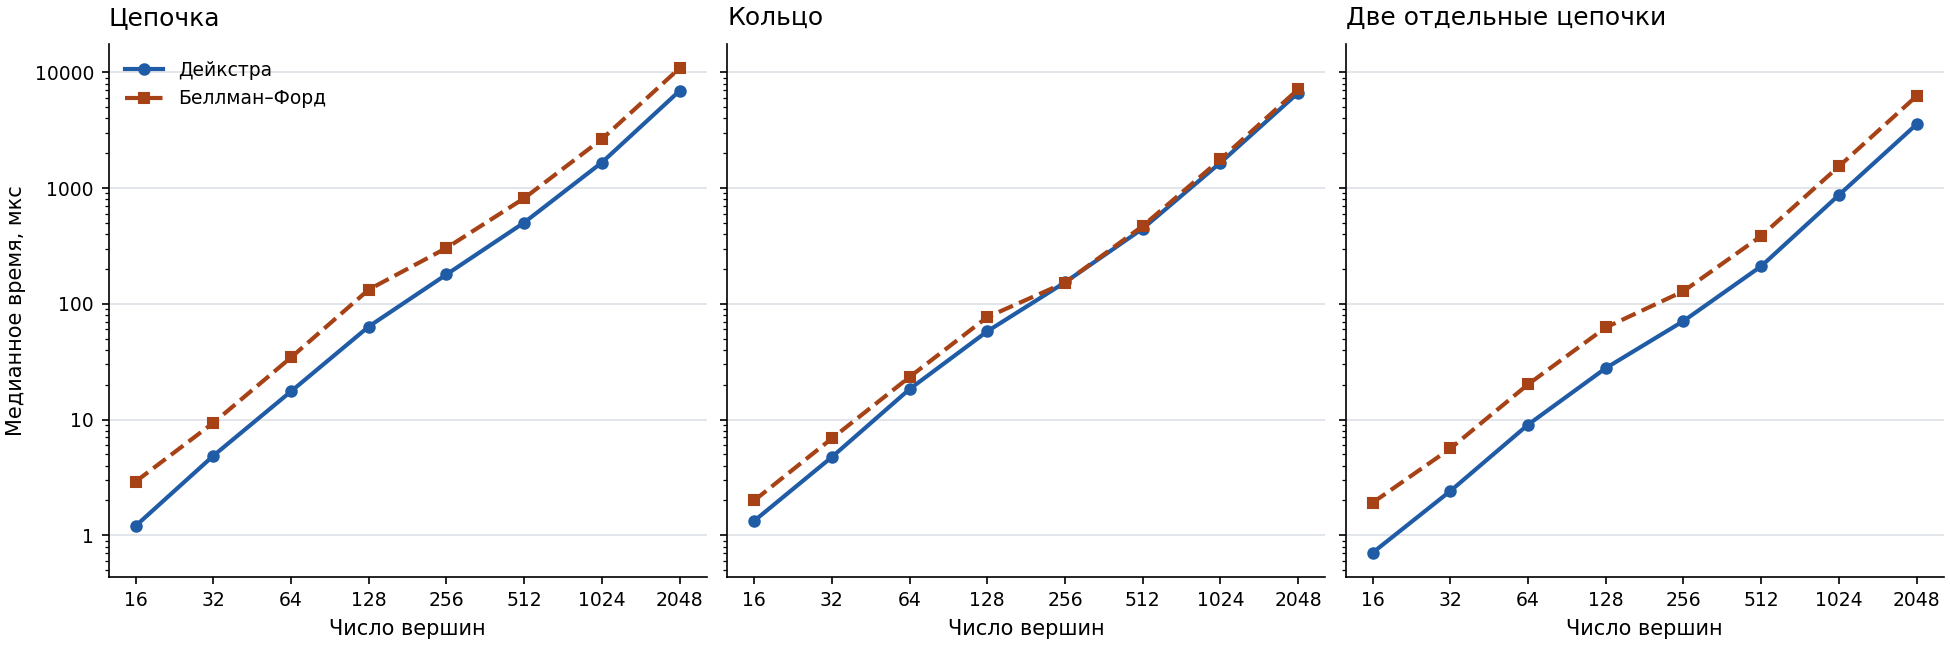 Цепочка
Дейкстра
Беллман–Форд
Медианное время, мкс
10000
1000
100
10
1
16 32 64 128 256 512 1024 2048
Число вершин
Кольцо
16 32 64 128 256 512 1024 2048
Число вершин
Две отдельные цепочки
16 32 64 128 256 512 1024 2048
Число вершин